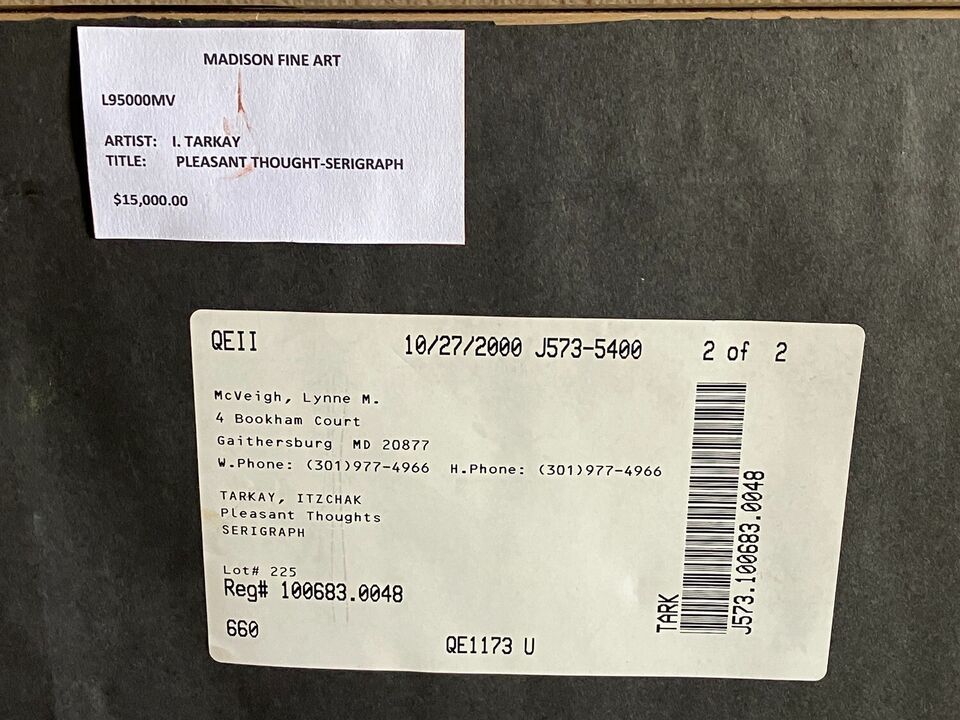 MADISON FINE ART
L95000MV
ARTIST: I. TARKAY
TITLE: PLEASANT THOUGHT-SERIGRAPH
$15,000.00
QEII 10/27/2000 J573-5400 2 of 2
McVeigh, Lynne M.
4 Bookham Court
Gaithersburg MD 20877
W.Phone: (301)977-4966 H.Phone: (301)977-4966
TARKAY, ITZCHAK
Pleasant Thoughts
SERIGRAPH
Lot# 225
Reg# 100683.0048
660
QE1173 U
TARK
J573.100683.0048